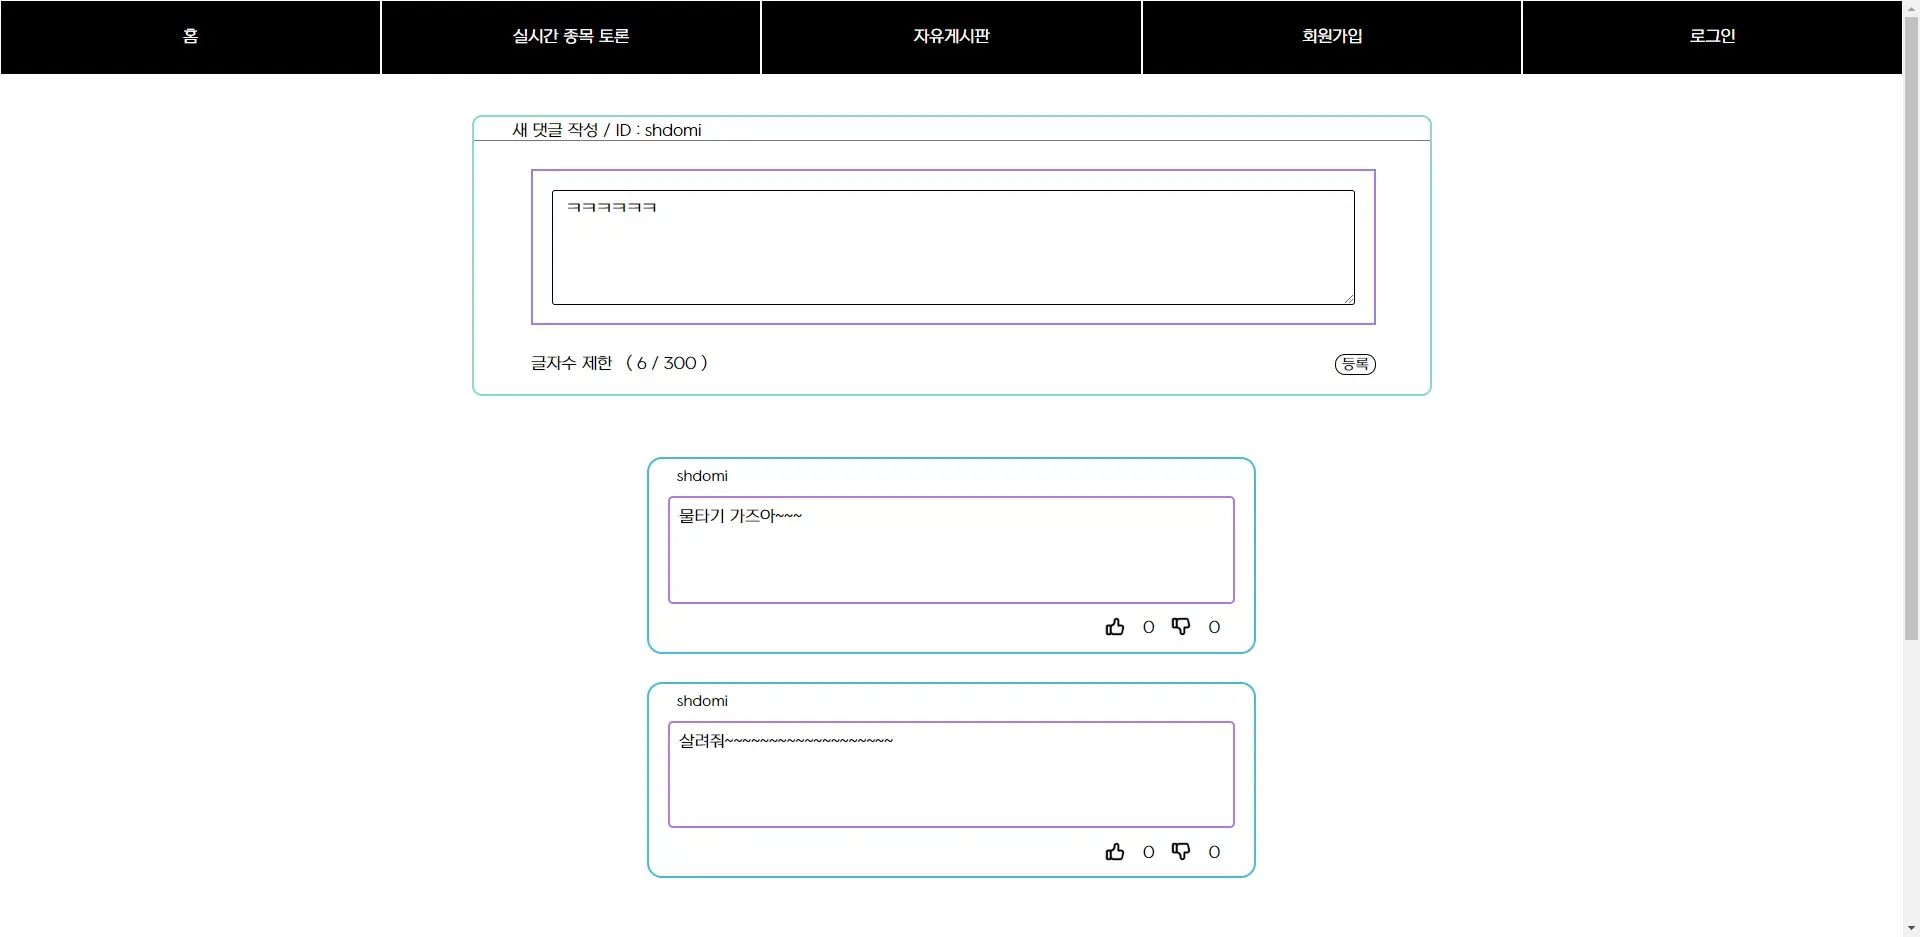 홈
실시간 종목 토론
자유게시판
회원가입
로그인
새 댓글 작성 / ID : shdomi
ㅋㅋㅋㅋㅋㅋ
글자수 제한 ( 6 / 300 )
등록
shdomi
물타기 가즈아~~~
0 0
shdomi
살려줘~~~~~~~~~~~~~~~~~~~
0 0